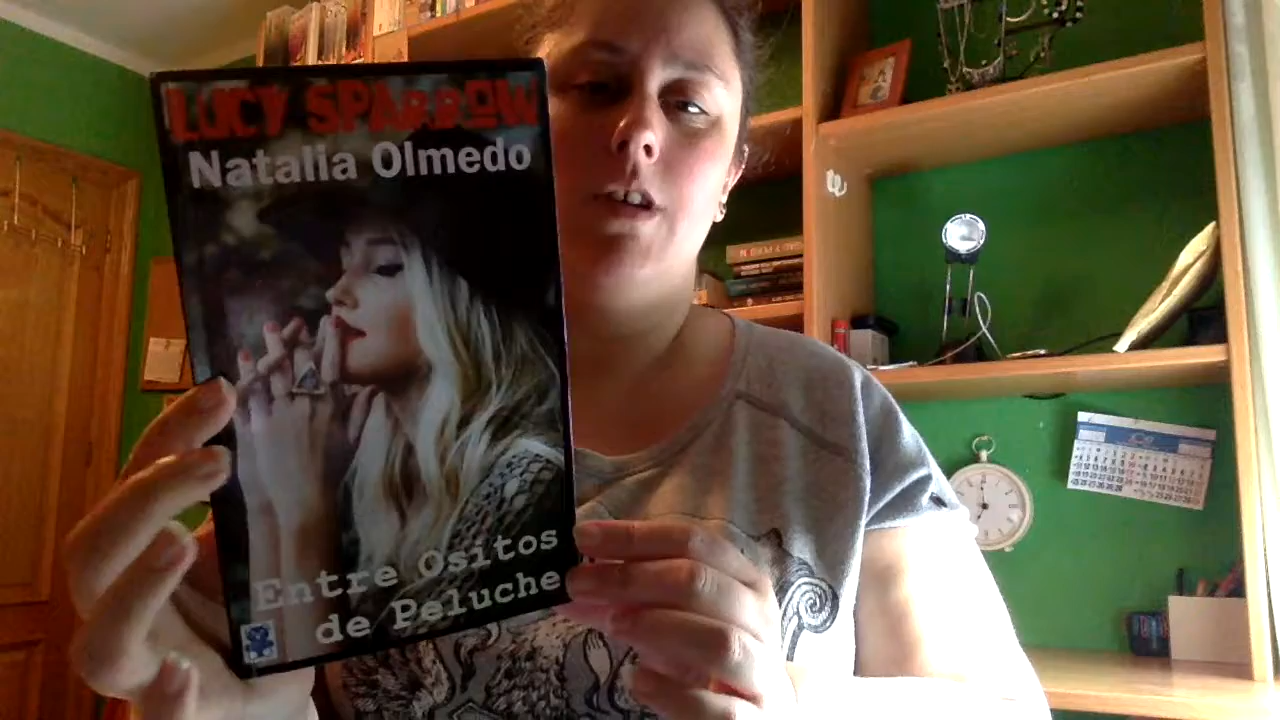 LUCY SPARROW
Natalia Olmedo
Entre Ositos
de Peluche